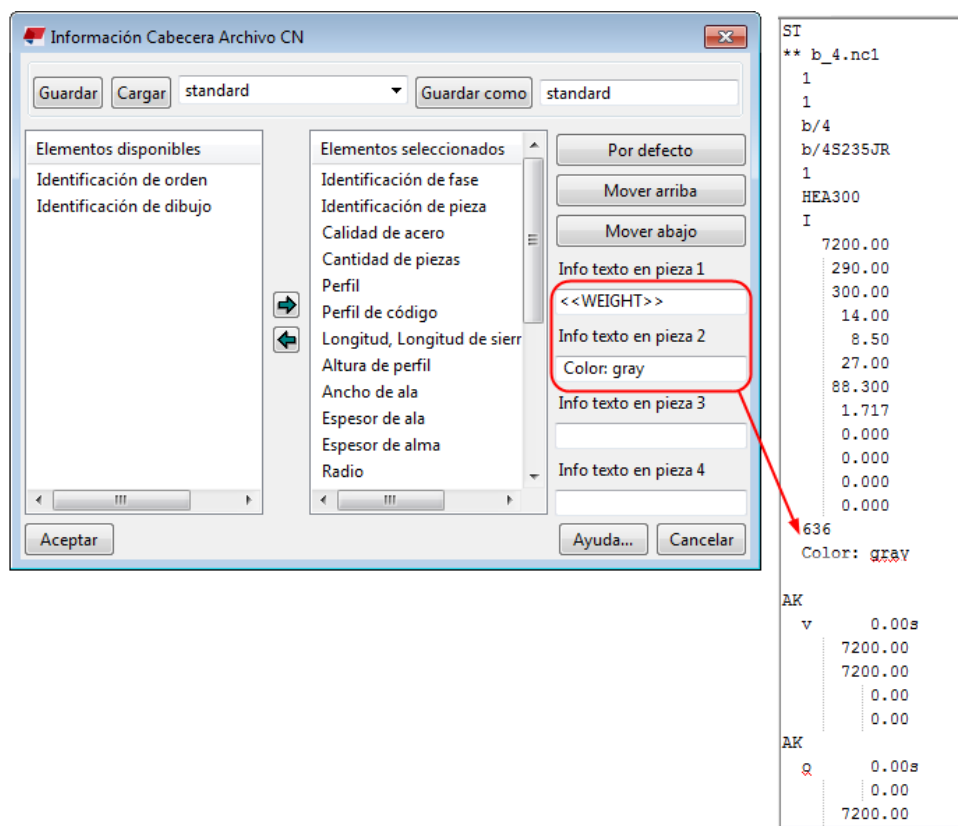 Información Cabecera Archivo CN
Guardar Cargar standard Guardar como standard
Elementos disponibles
Identificación de orden
Identificación de dibujo
Elementos seleccionados
Identificación de fase
Identificación de pieza
Calidad de acero
Cantidad de piezas
Perfil
Perfil de código
Longitud, Longitud de sierr
Altura de perfil
Ancho de ala
Espesor de ala
Espesor de alma
Radio
Por defecto
Mover arriba
Mover abajo
Info texto en pieza 1
<<WEIGHT>>
Info texto en pieza 2
Color: gray
Info texto en pieza 3
Info texto en pieza 4
Aceptar Ayuda... Cancelar
ST
** b_4.nc1
1
1
b/4
b/4S235JR
1
HEA300
I
7200.00
290.00
300.00
14.00
8.50
27.00
88.300
1.717
0.000
0.000
0.000
0.000
636
Color: gray
AK
v 0.00s
7200.00
7200.00
0.00
0.00
AK
o 0.00s
0.00
7200.00